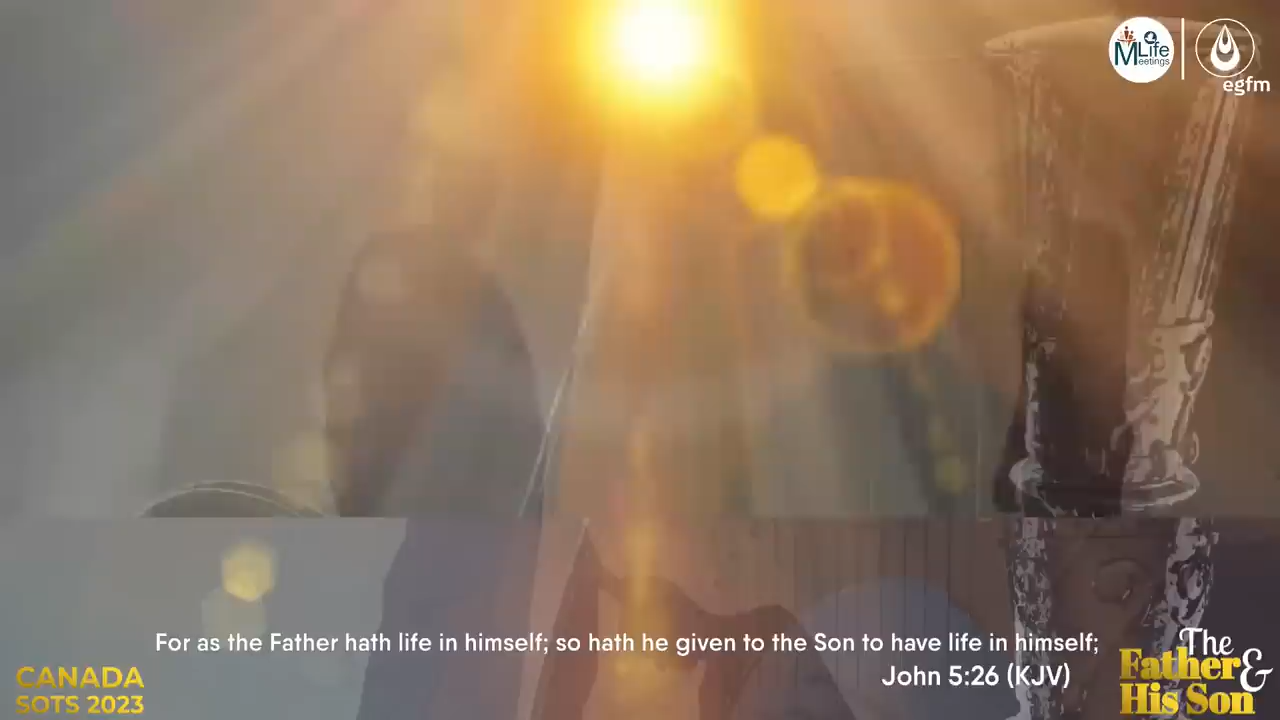 MLife
Meetings
egfm
For as the Father hath life in himself; so hath he given to the Son to have life in himself;
John 5:26 (KJV)
CANADA
SOTS 2023
The
Father &
His Son